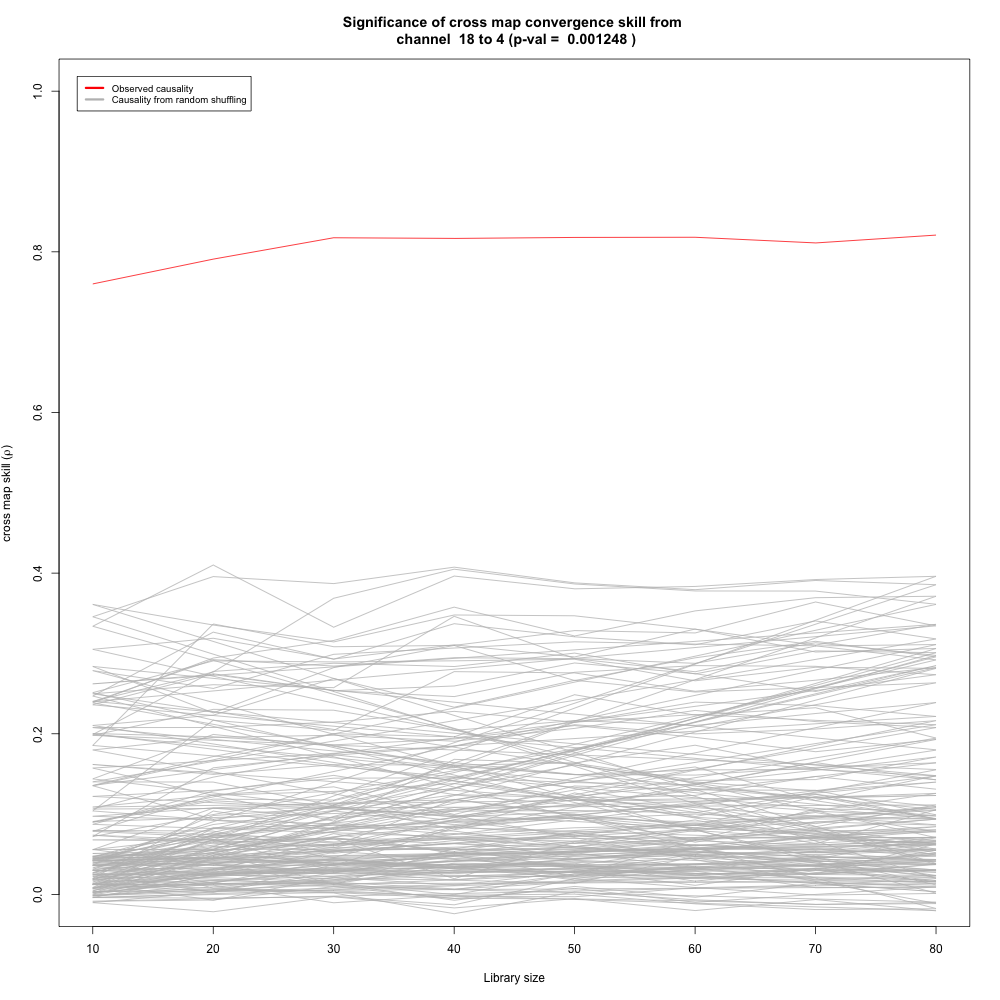 Significance of cross map convergence skill from
channel  18 to 4 (p-val =  0.001248 )
Observed causality
Causality from random shuffling
1.0
0.8
0.6
0.4
0.2
0.0
cross map skill (ρ)
10 20 30 40 50 60 70 80
Library size